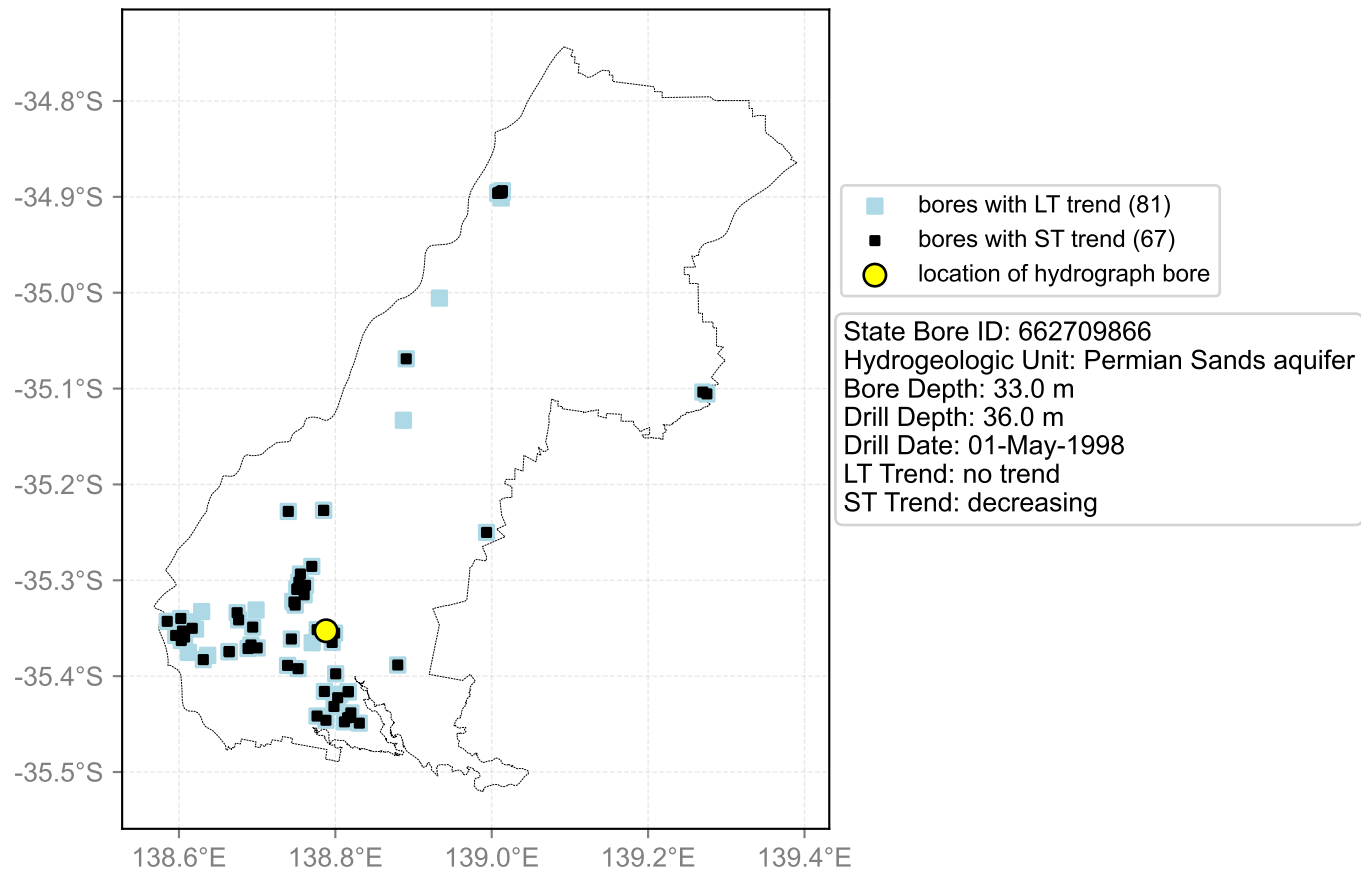 -34.8°S
-34.9°S
-35.0°S
-35.1°S
-35.2°S
-35.3°S
-35.4°S
-35.5°S
138.6°E 138.8°E 139.0°E 139.2°E 139.4°E
bores with LT trend (81)
bores with ST trend (67)
location of hydrograph bore
State Bore ID: 662709866
Hydrogeologic Unit: Permian Sands aquifer
Bore Depth: 33.0 m
Drill Depth: 36.0 m
Drill Date: 01-May-1998
LT Trend: no trend
ST Trend: decreasing